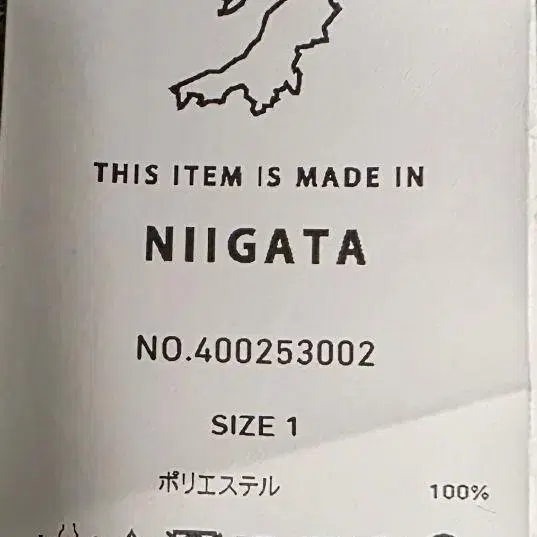 THIS ITEM IS MADE IN
NIIGATA
NO.400253002
SIZE 1
ポリエステル 100%